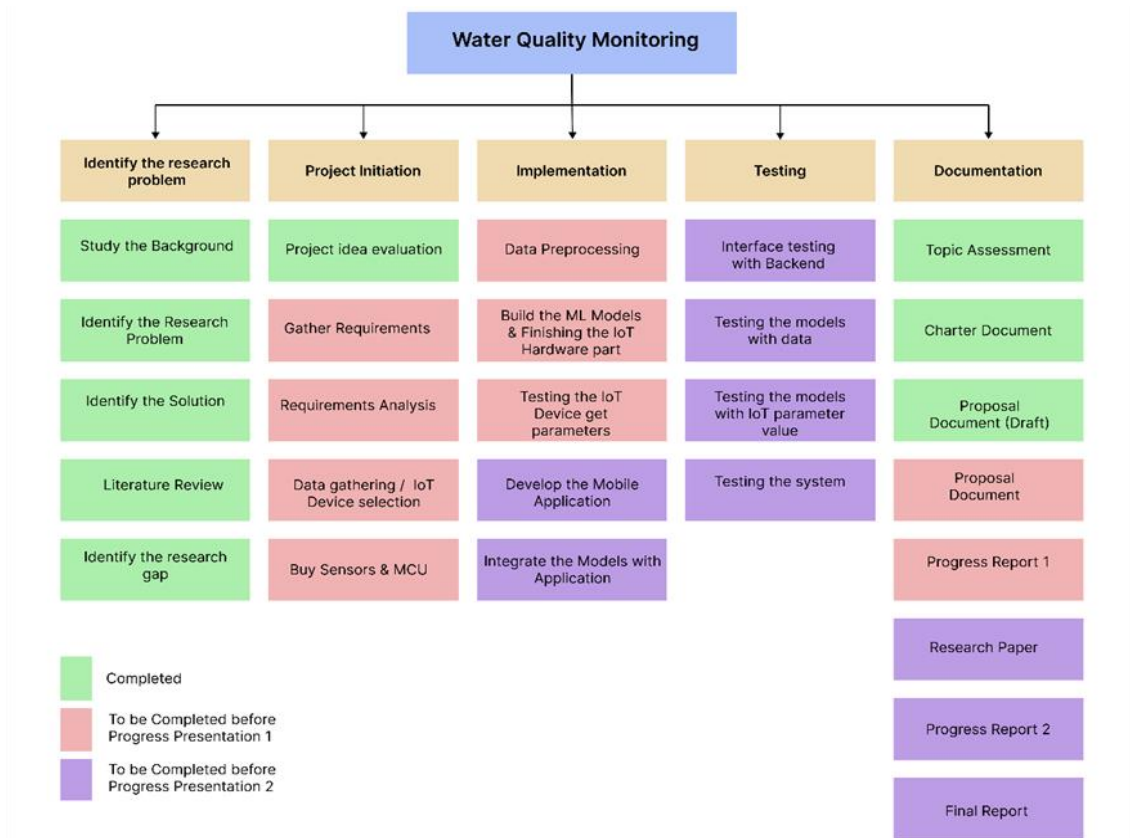 Water Quality Monitoring
Identify the research
problem
Study the Background
Identify the Research
Problem
Identify the Solution
Literature Review
Identify the research
gap
Project Initiation
Project idea evaluation
Gather Requirements
Requirements Analysis
Data gathering / IoT
Device selection
Buy Sensors & MCU
Implementation
Data Preprocessing
Build the ML Models
& Finishing the IoT
Hardware part
Testing the IoT
Device get
parameters
Develop the Mobile
Application
Integrate the Models with
Application
Testing
Interface testing
with Backend
Testing the models
with data
Testing the models
with IoT parameter
value
Testing the system
Documentation
Topic Assessment
Charter Document
Proposal
Document (Draft)
Proposal
Document
Progress Report 1
Research Paper
Progress Report 2
Final Report
Completed
To be Completed before
Progress Presentation 1
To be Completed before
Progress Presentation 2